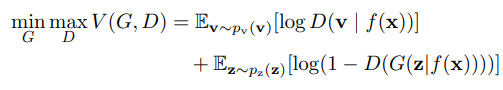 min max V(G, D) = 𝔼_{v∼p_v(v)}[log D(v | f(x))]
G D
+ 𝔼_{z∼p_z(z)}[log(1 − D(G(z|f(x))))]